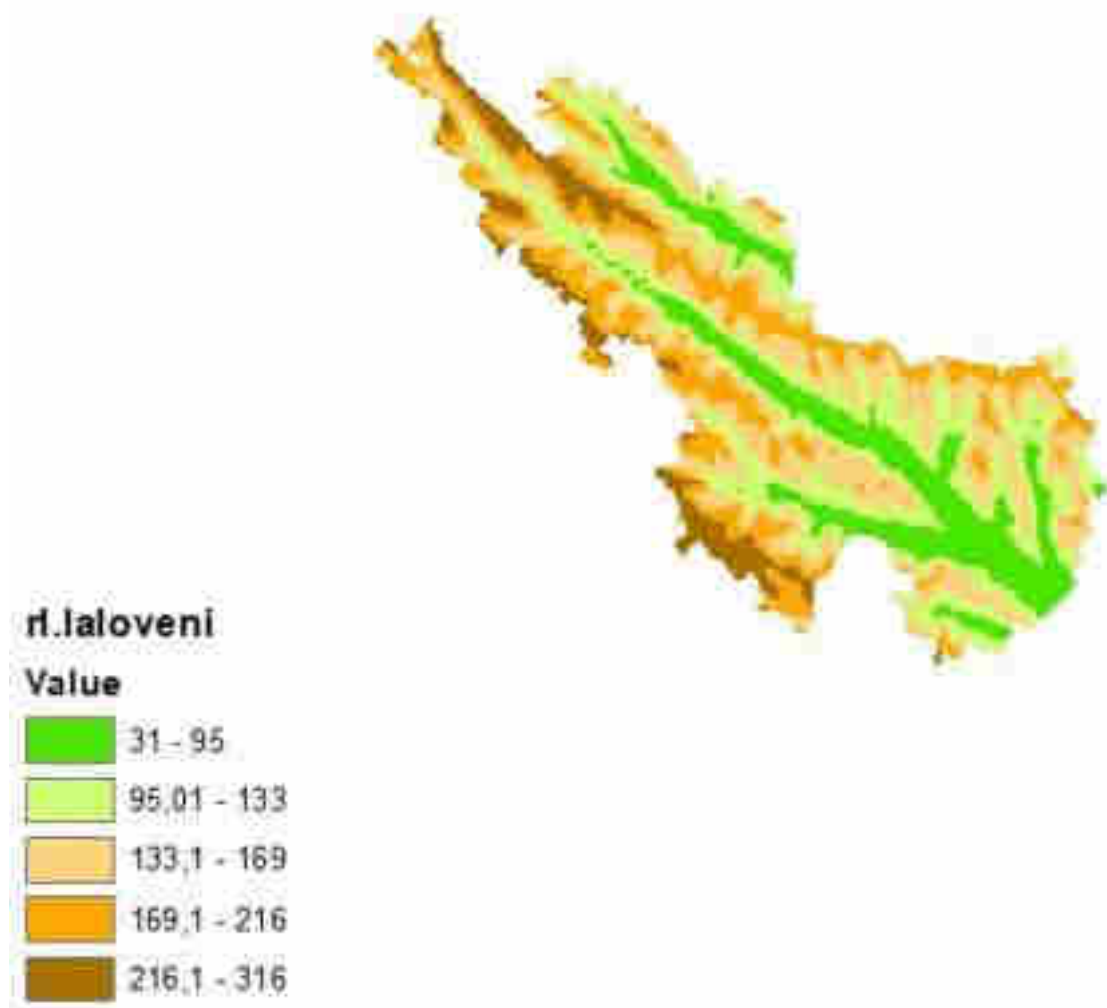 rl.Ialoveni
Value
31 - 95
95,01 - 133
133,1 - 169
169,1 - 216
216,1 - 316